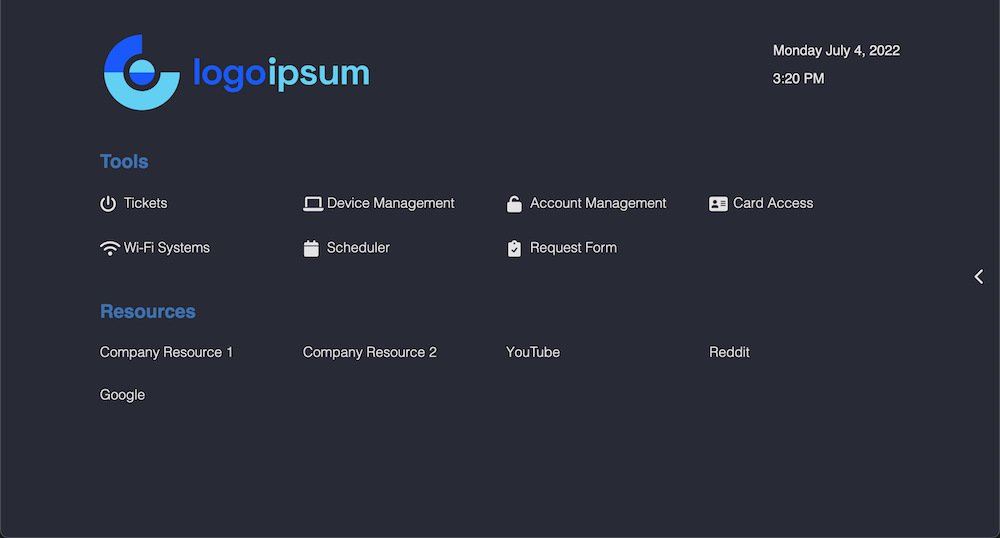 logoipsum
Monday July 4, 2022
3:20 PM
Tools
Tickets Device Management Account Management Card Access
Wi-Fi Systems Scheduler Request Form
Resources
Company Resource 1 Company Resource 2 YouTube Reddit
Google